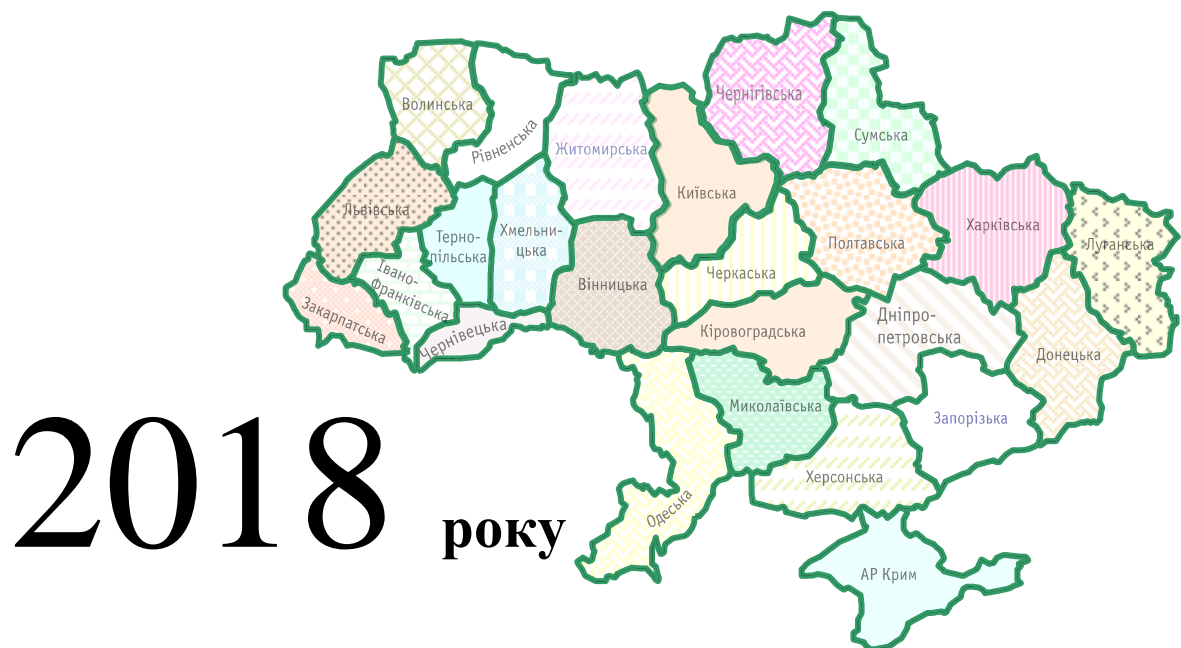 Волинська
Рівненська
Житомирська
Чернігівська
Сумська
Київська
Львівська
Терно-
пільська
Хмельни-
цька
Івано-
Франківська
Закарпатська
Чернівецька
Вінницька
Черкаська
Полтавська
Харківська
Луганська
Кіровоградська
Дніпро-
петровська
Донецька
Миколаївська
Запорізька
Херсонська
Одеська
АР Крим
2018 року